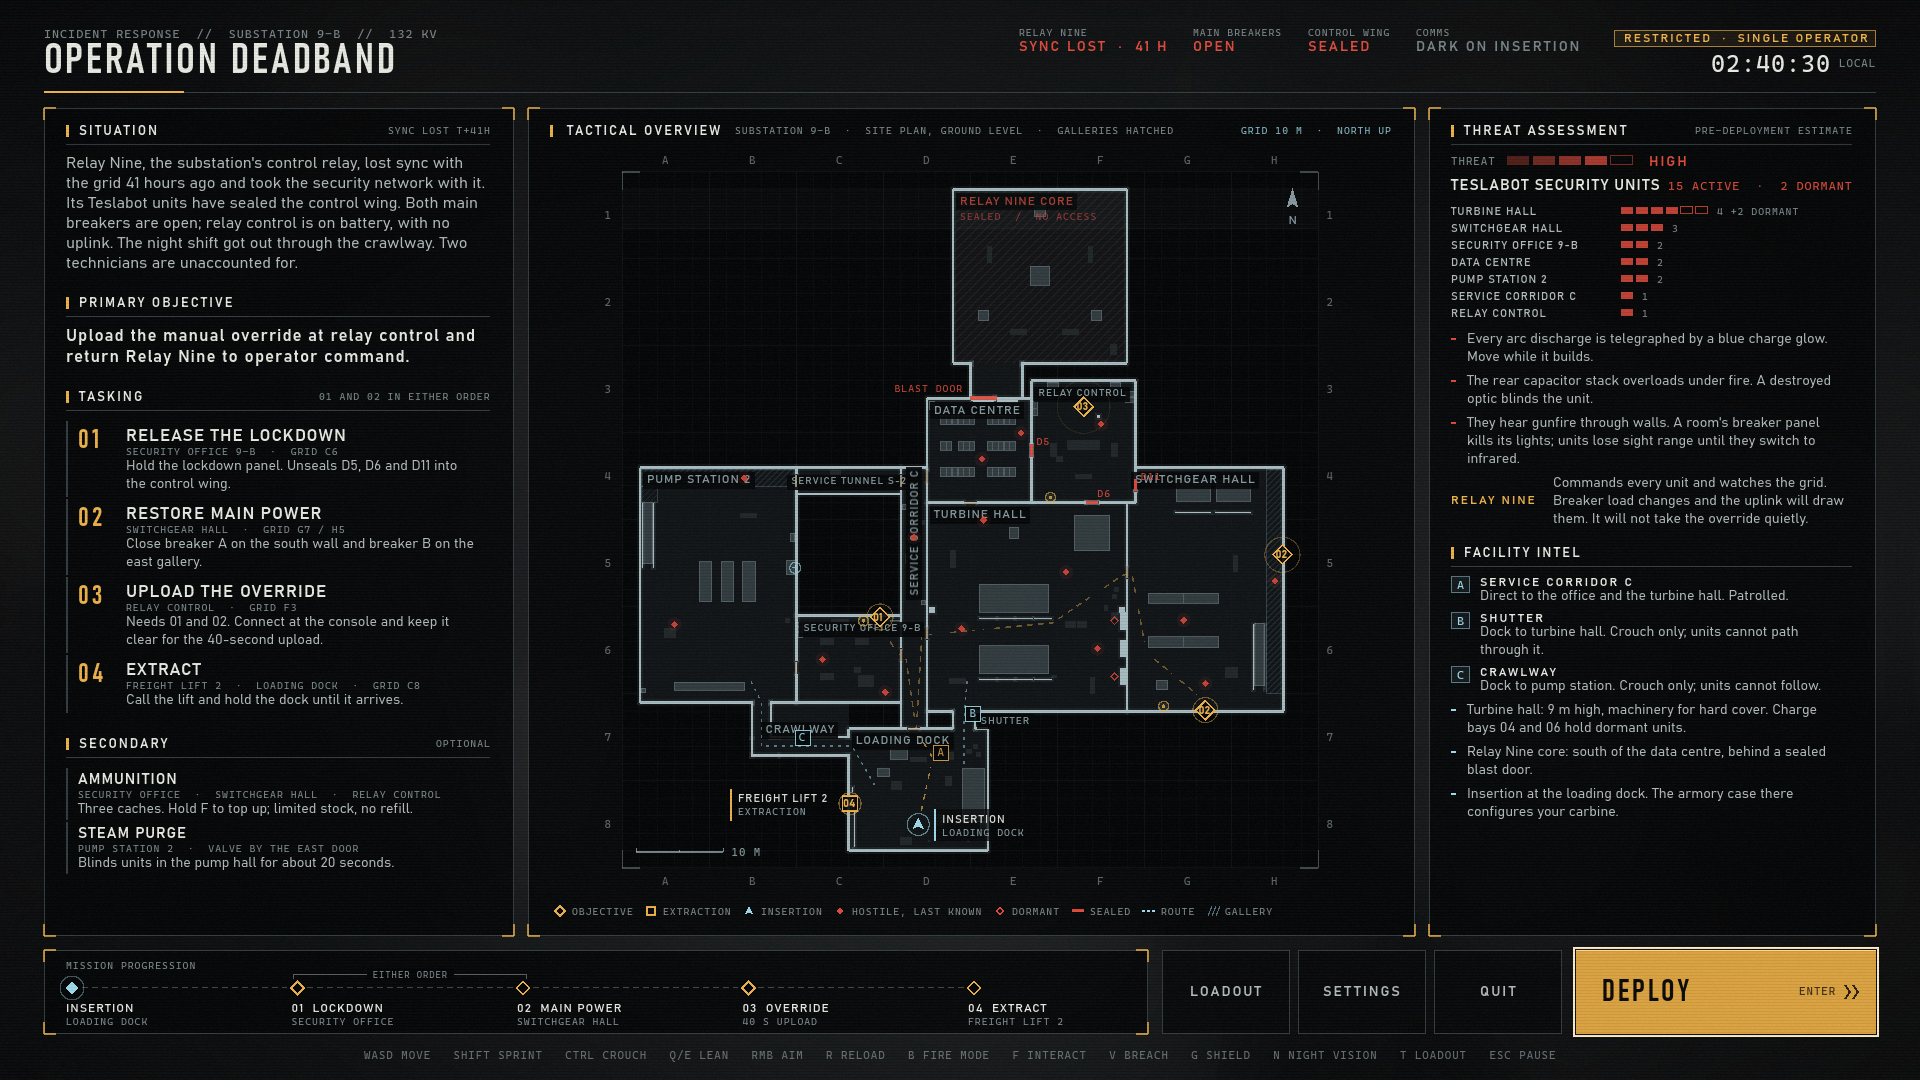 INCIDENT RESPONSE // SUBSTATION 9-B // 132 KV
OPERATION DEADBAND
RELAY NINE
SYNC LOST · 41 H
MAIN BREAKERS
OPEN
CONTROL WING
SEALED
COMMS
DARK ON INSERTION
RESTRICTED · SINGLE OPERATOR
02:40:30 LOCAL
SITUATION
SYNC LOST T+41H
Relay Nine, the substation's control relay, lost sync with
the grid 41 hours ago and took the security network with it.
Its Teslabot units have sealed the control wing. Both main
breakers are open; relay control is on battery, with no
uplink. The night shift got out through the crawlway. Two
technicians are unaccounted for.
PRIMARY OBJECTIVE
Upload the manual override at relay control and
return Relay Nine to operator command.
TASKING
01 AND 02 IN EITHER ORDER
01 RELEASE THE LOCKDOWN
SECURITY OFFICE 9-B · GRID C6
Hold the lockdown panel. Unseals D5, D6 and D11 into
the control wing.
02 RESTORE MAIN POWER
SWITCHGEAR HALL · GRID G7 / H5
Close breaker A on the south wall and breaker B on the
east gallery.
03 UPLOAD THE OVERRIDE
RELAY CONTROL · GRID F3
Needs 01 and 02. Connect at the console and keep it
clear for the 40-second upload.
04 EXTRACT
FREIGHT LIFT 2 · LOADING DOCK · GRID C8
Call the lift and hold the dock until it arrives.
SECONDARY
OPTIONAL
AMMUNITION
SECURITY OFFICE · SWITCHGEAR HALL · RELAY CONTROL
Three caches. Hold F to top up; limited stock, no refill.
STEAM PURGE
PUMP STATION 2 · VALVE BY THE EAST DOOR
Blinds units in the pump hall for about 20 seconds.
TACTICAL OVERVIEW SUBSTATION 9-B · SITE PLAN, GROUND LEVEL · GALLERIES HATCHED
GRID 10 M · NORTH UP
A B C D E F G H
1 1
RELAY NINE CORE
SEALED / NO ACCESS
N
2 2
3 3
BLAST DOOR
RELAY CONTROL
03
DATA CENTRE
D5
4 4
PUMP STATION 2
SERVICE TUNNEL S-2
SWITCHGEAR HALL
D6
SERVICE CORRIDOR C
TURBINE HALL
02
5 5
01
SECURITY OFFICE 9-B
6 6
02
B
SHUTTER
7 7
CRAWLWAY
C
LOADING DOCK
A
FREIGHT LIFT 2
EXTRACTION
04
INSERTION
LOADING DOCK
8 8
10 M
A B C D E F G H
OBJECTIVE EXTRACTION INSERTION HOSTILE, LAST KNOWN DORMANT SEALED ROUTE GALLERY
THREAT ASSESSMENT
PRE-DEPLOYMENT ESTIMATE
THREAT HIGH
TESLABOT SECURITY UNITS 15 ACTIVE · 2 DORMANT
TURBINE HALL 4 +2 DORMANT
SWITCHGEAR HALL 3
SECURITY OFFICE 9-B 2
DATA CENTRE 2
PUMP STATION 2 2
SERVICE CORRIDOR C 1
RELAY CONTROL 1
Every arc discharge is telegraphed by a blue charge glow.
Move while it builds.
The rear capacitor stack overloads under fire. A destroyed
optic blinds the unit.
They hear gunfire through walls. A room's breaker panel
kills its lights; units lose sight range until they switch to
infrared.
RELAY NINE
Commands every unit and watches the grid.
Breaker load changes and the uplink will draw
them. It will not take the override quietly.
FACILITY INTEL
A SERVICE CORRIDOR C
Direct to the office and the turbine hall. Patrolled.
B SHUTTER
Dock to turbine hall. Crouch only; units cannot path
through it.
C CRAWLWAY
Dock to pump station. Crouch only; units cannot follow.
Turbine hall: 9 m high, machinery for hard cover. Charge
bays 04 and 06 hold dormant units.
Relay Nine core: south of the data centre, behind a sealed
blast door.
Insertion at the loading dock. The armory case there
configures your carbine.
MISSION PROGRESSION
EITHER ORDER
INSERTION
LOADING DOCK
01 LOCKDOWN
SECURITY OFFICE
02 MAIN POWER
SWITCHGEAR HALL
03 OVERRIDE
40 S UPLOAD
04 EXTRACT
FREIGHT LIFT 2
LOADOUT
SETTINGS
QUIT
DEPLOY ENTER
WASD MOVE SHIFT SPRINT CTRL CROUCH Q/E LEAN RMB AIM R RELOAD B FIRE MODE F INTERACT V BREACH G SHIELD N NIGHT VISION T LOADOUT ESC PAUSE